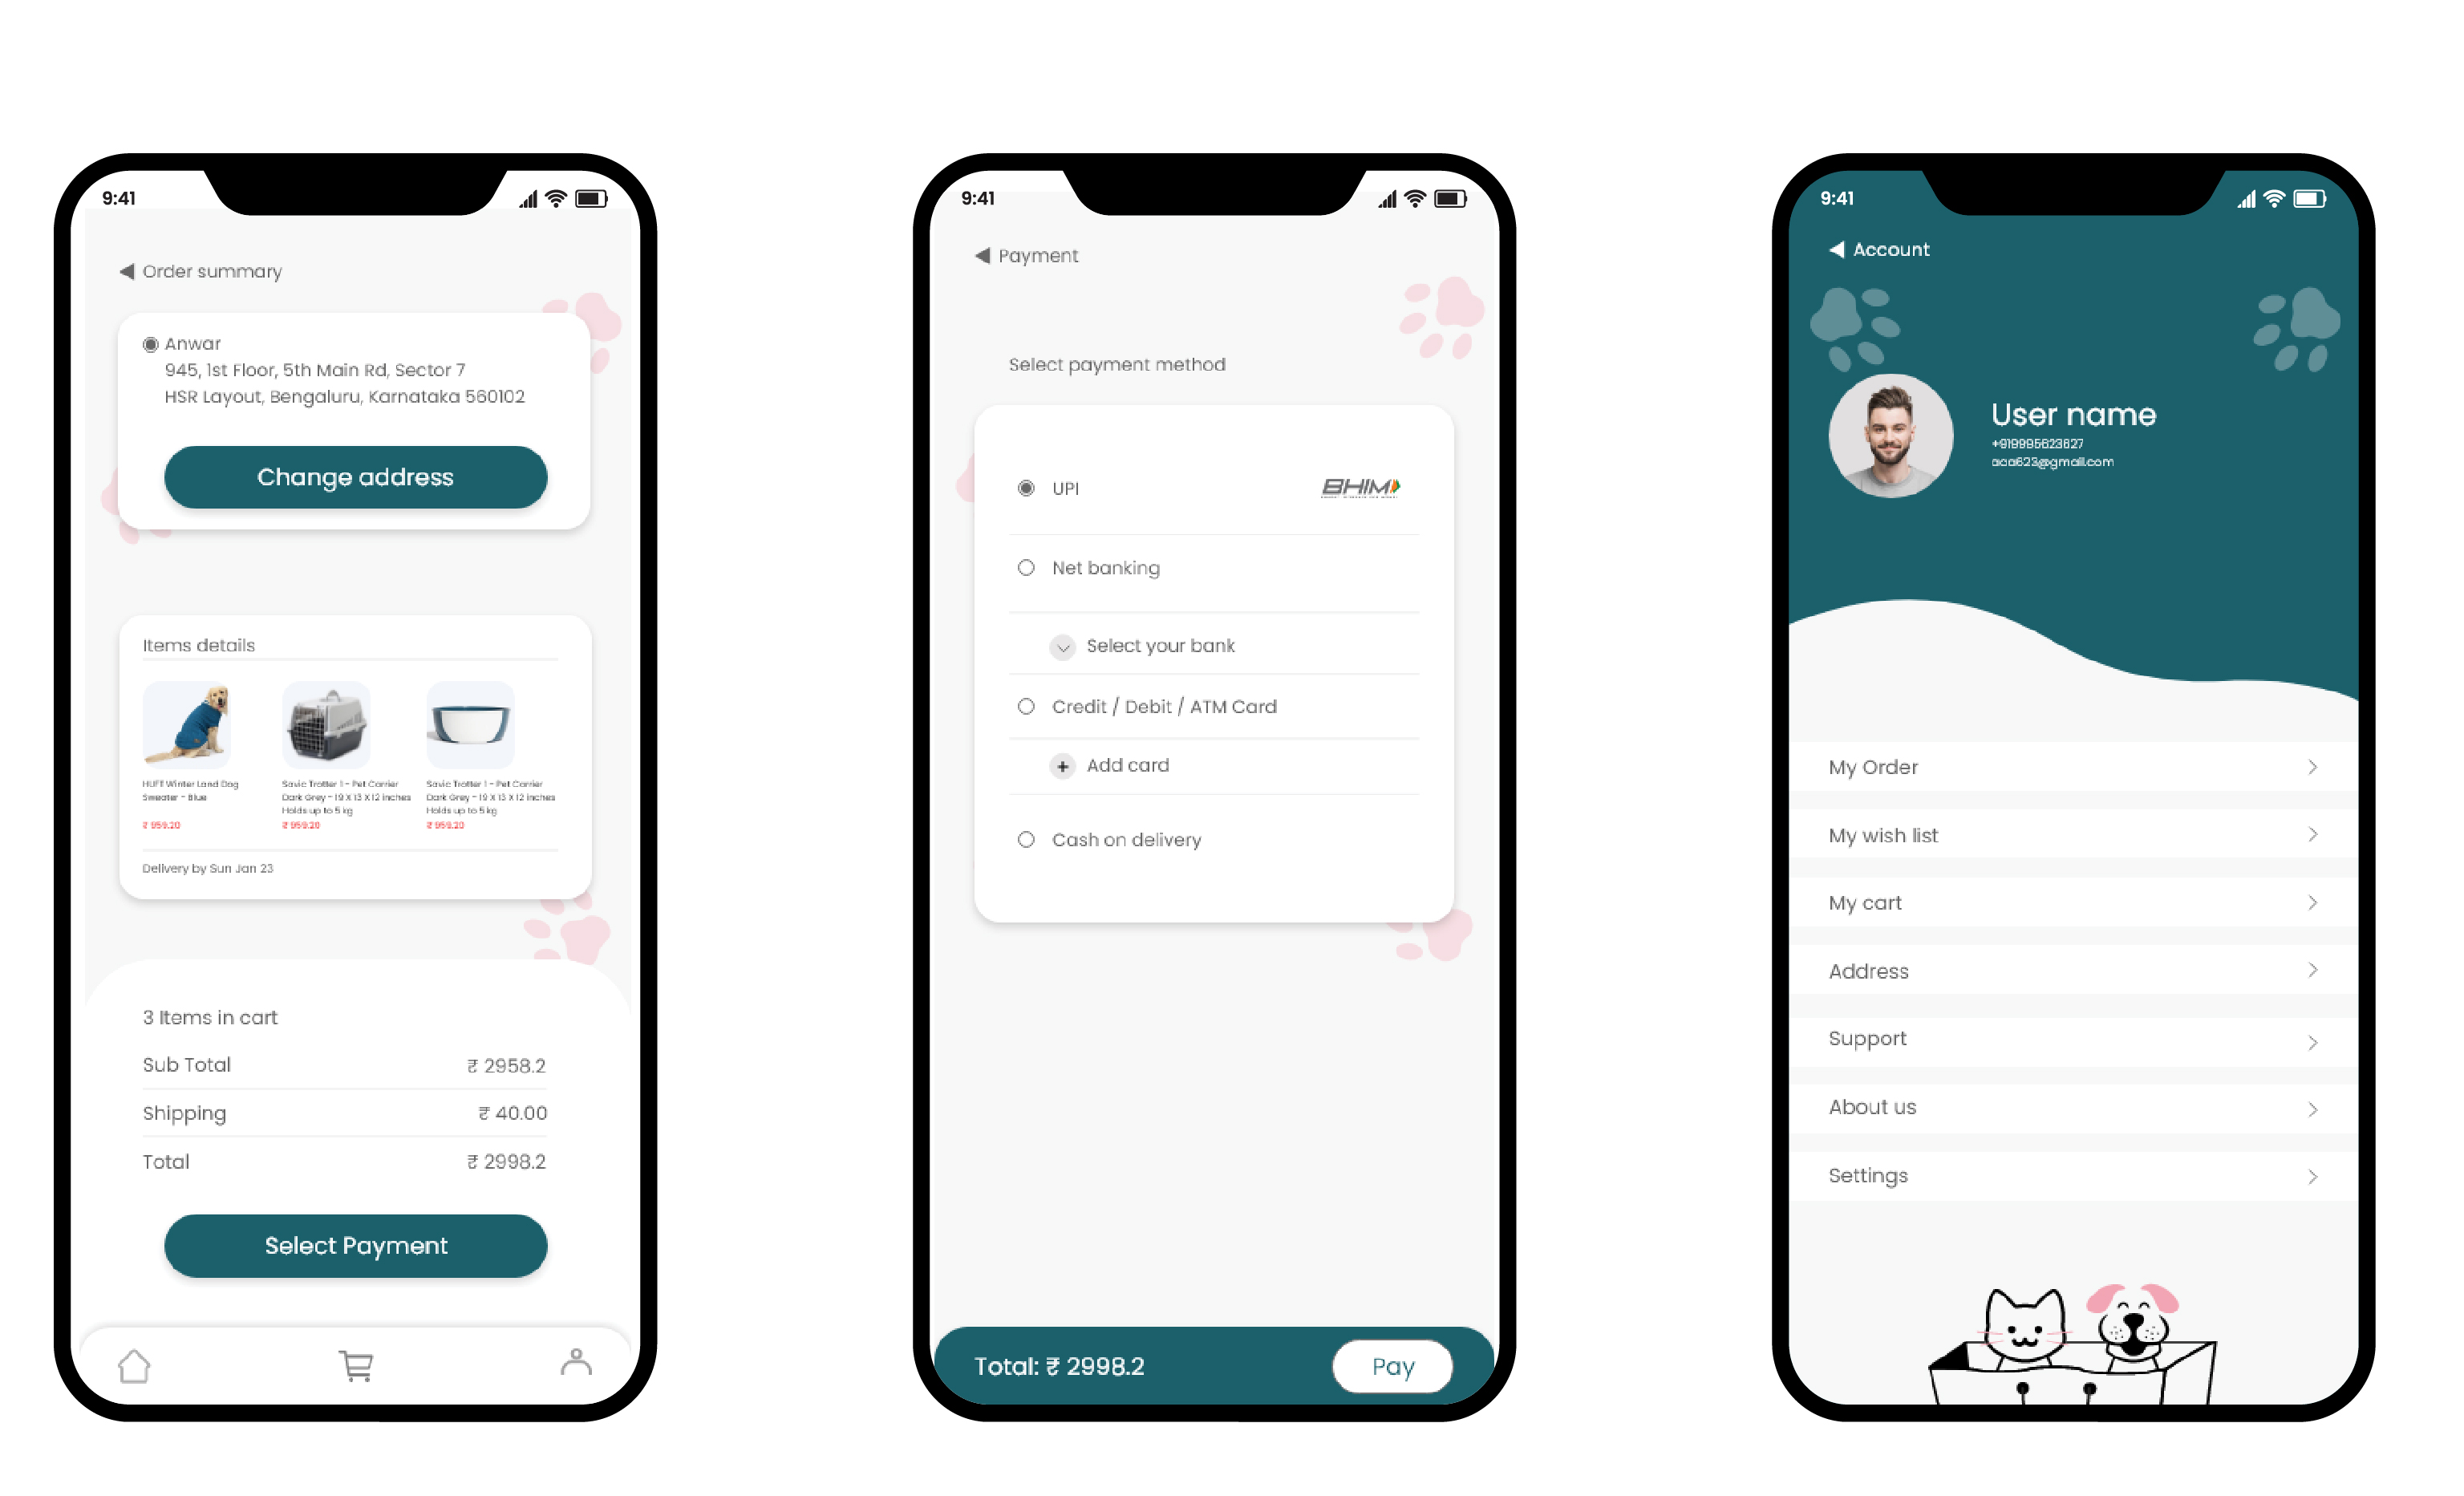 9:41
Order summary
Anwar
945, 1st Floor, 5th Main Rd, Sector 7
HSR Layout, Bengaluru, Karnataka 560102
Change address
Items details
HUFT Winter Land Dog
Sweater - Blue
₹ 959.20
Savic Trotter 1 - Pet Carrier
Dark Grey - 19 X 13 X 12 inches
Holds up to 5 kg
₹ 959.20
Savic Trotter 1 - Pet Carrier
Dark Grey - 19 X 13 X 12 inches
Holds up to 5 kg
₹ 959.20
Delivery by Sun Jan 23
3 Items in cart
Sub Total ₹ 2958.2
Shipping ₹ 40.00
Total ₹ 2998.2
Select Payment
9:41
Payment
Select payment method
UPI BHIM
Net banking
Select your bank
Credit / Debit / ATM Card
Add card
Cash on delivery
Total: ₹ 2998.2 Pay
9:41
Account
User name
+919995623827
aca623@gmail.com
My Order
My wish list
My cart
Address
Support
About us
Settings